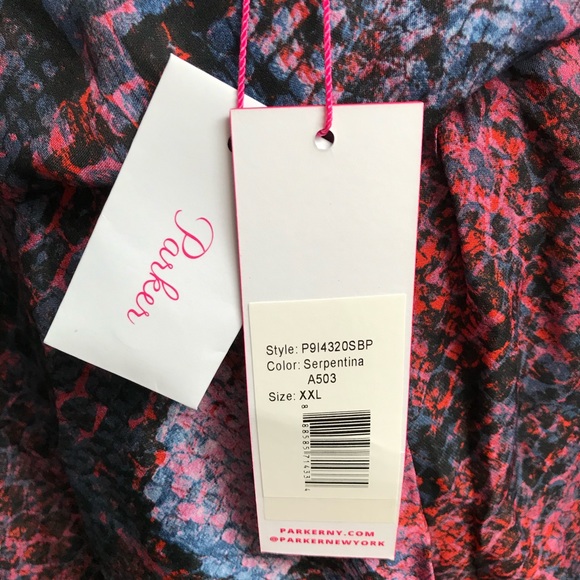 Parker
Style: P9I4320SBP
Color: Serpentina
A503
Size: XXL
PARKERNY.COM
@PARKERNEWYORK